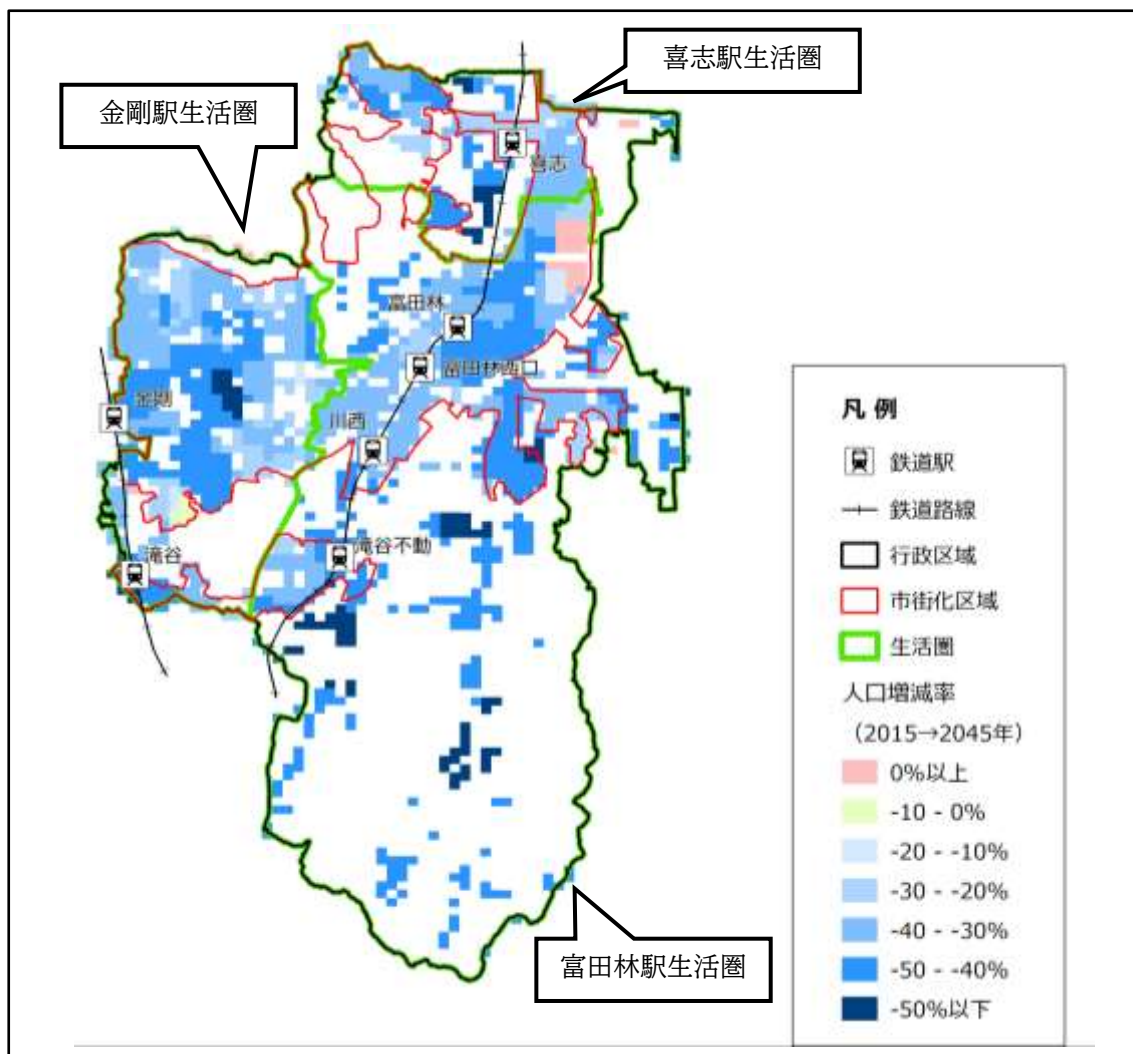 喜志駅生活圏
金剛駅生活圏
喜志
富田林
富田林西口
金剛
川西
滝谷不動
滝谷
富田林駅生活圏
凡例
鉄道駅
鉄道路線
行政区域
市街化区域
生活圏
人口増減率
(2015→2045年)
0%以上
-10 - 0%
-20 - -10%
-30 - -20%
-40 - -30%
-50 - -40%
-50%以下